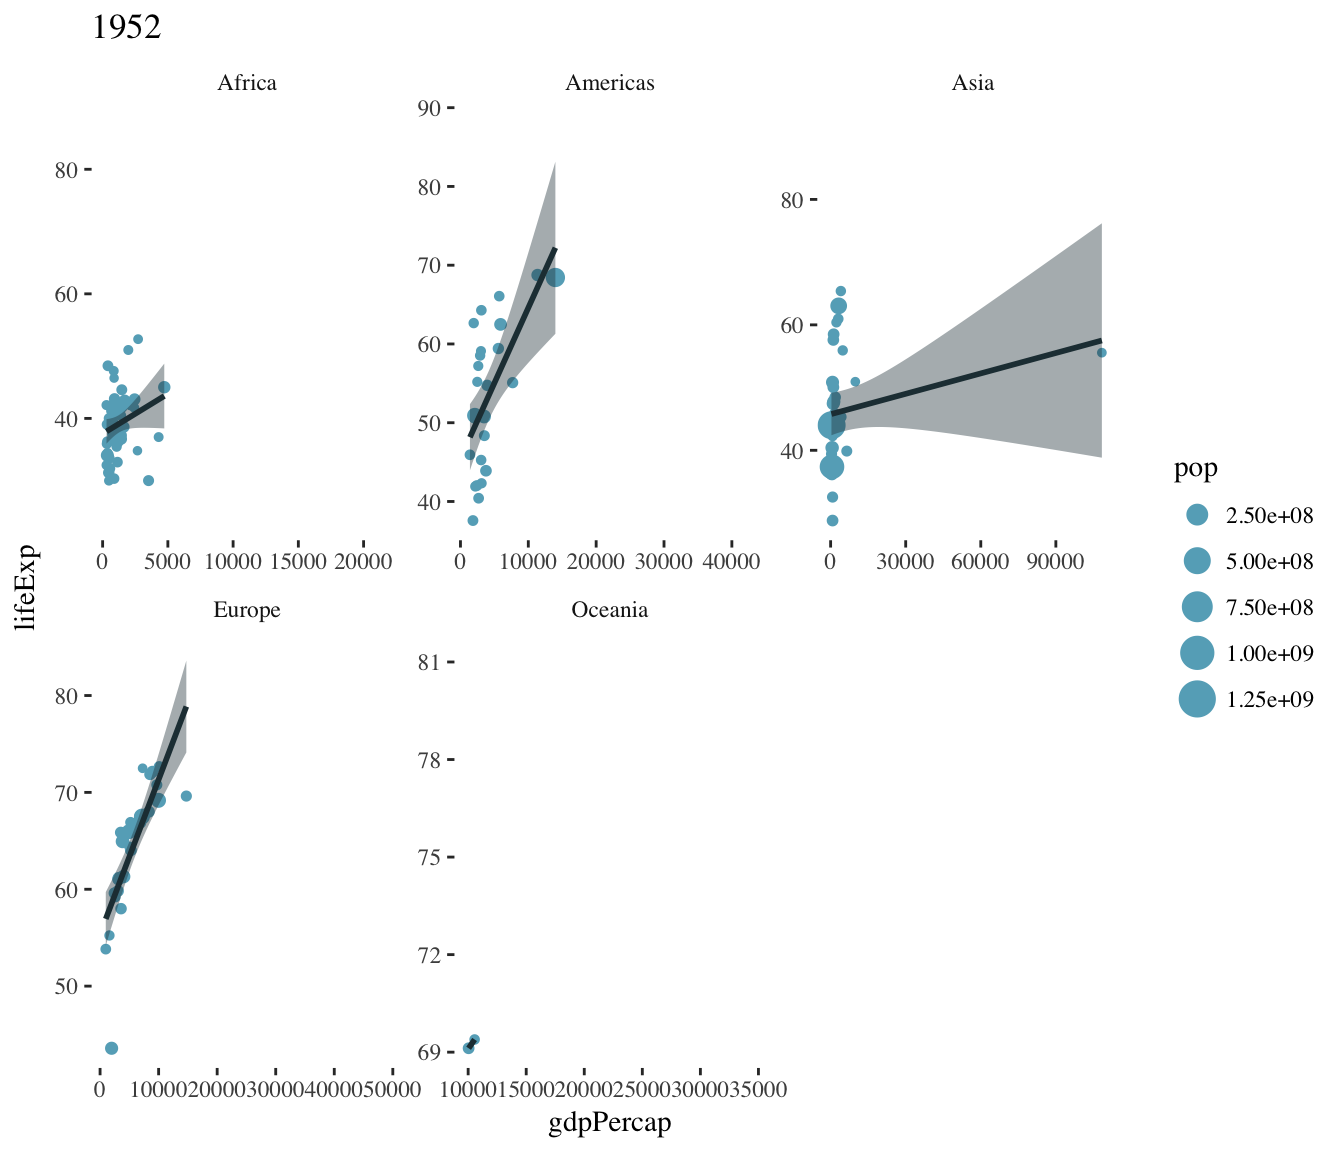 1952
Africa
Americas
Asia
80
60
40
0 5000 10000 15000 20000
90
80
70
60
50
40
0 10000 20000 30000 40000
80
60
40
0 30000 60000 90000
Europe
Oceania
80
70
60
50
0 10000 20000 30000 40000 50000
81
78
75
72
69
10000 15000 20000 25000 30000 35000
lifeExp
gdpPercap
pop
2.50e+08
5.00e+08
7.50e+08
1.00e+09
1.25e+09